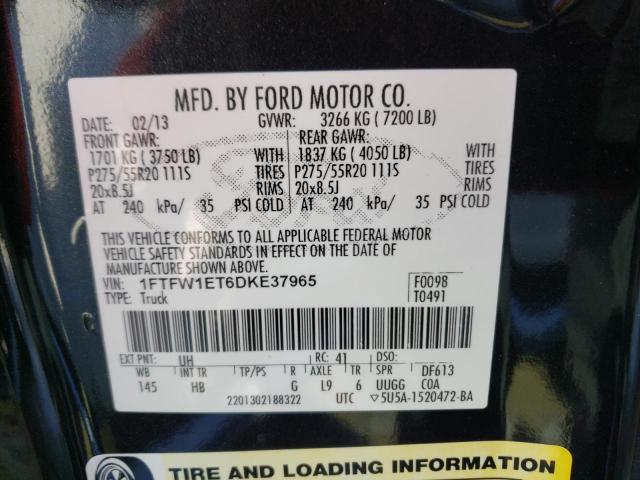 MFD. BY FORD MOTOR CO.
DATE: 02/13 GVWR: 3266 KG ( 7200 LB)
FRONT GAWR: REAR GAWR:
1701 KG ( 3750 LB) WITH 1837 KG ( 4050 LB) WITH
P275/55R20 111S TIRES P275/55R20 111S TIRES
20x8.5J RIMS 20x8.5J RIMS
AT 240 kPa/ 35 PSI COLD AT 240 kPa/ 35 PSI COLD
THIS VEHICLE CONFORMS TO ALL APPLICABLE FEDERAL MOTOR
VEHICLE SAFETY STANDARDS IN EFFECT ON THE DATE OF
MANUFACTURE SHOWN ABOVE.
VIN: 1FTFW1ET6DKE37965 F0098
TYPE: Truck T0491
EXT PNT: UH RC: 41 DSO:
WB INT TR TP/PS R AXLE TR SPR DF613
145 HB G L9 6 UUGG COA
2201302188322 UTC ▽5U5A-1520472-BA
TIRE AND LOADING INFORMATION